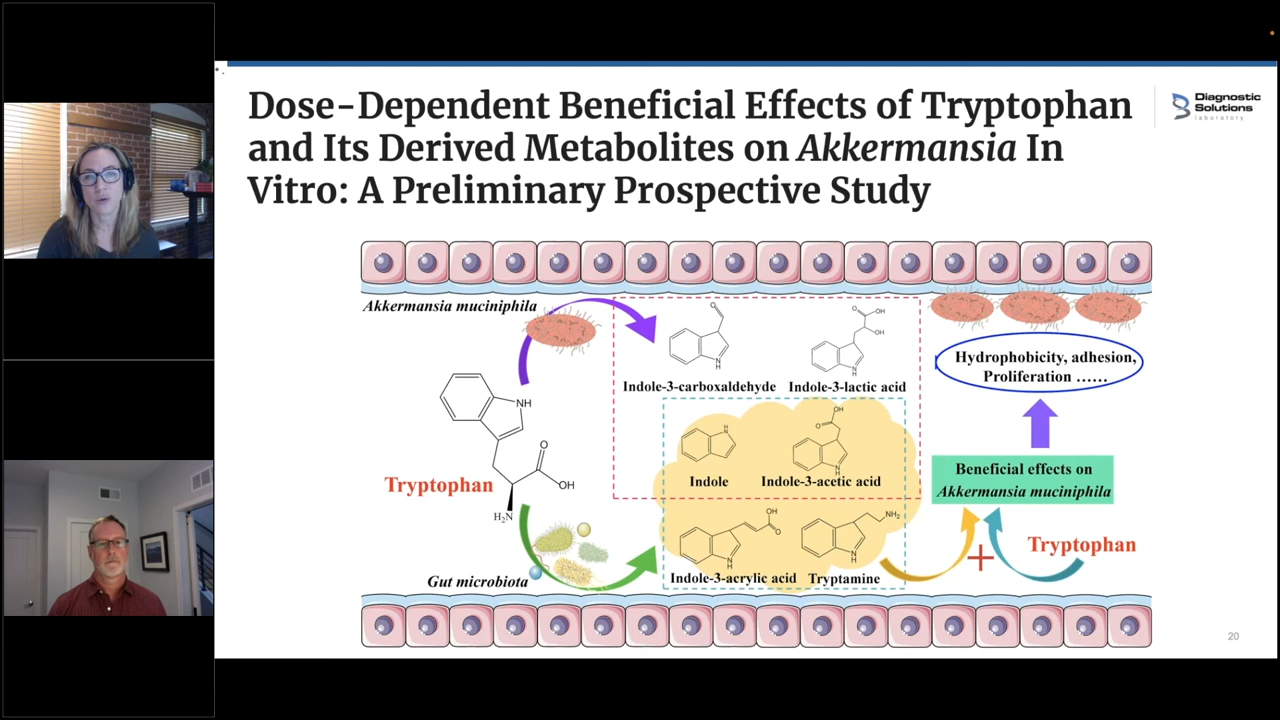 Dose-Dependent Beneficial Effects of Tryptophan
and Its Derived Metabolites on Akkermansia In
Vitro: A Preliminary Prospective Study
Diagnostic
Solutions
laboratory
Akkermansia muciniphila
Indole-3-carboxaldehyde
Indole-3-lactic acid
Indole
Indole-3-acetic acid
Indole-3-acrylic acid
Tryptamine
Tryptophan
Gut microbiota
Hydrophobicity, adhesion,
Proliferation ……
Beneficial effects on
Akkermansia muciniphila
+
Tryptophan
NH
O
OH
H₂N
O
N
H
O
OH
OH
N
H
H
N
OH
O
N
H
OH
O
N
H
NH₂
N
H
20